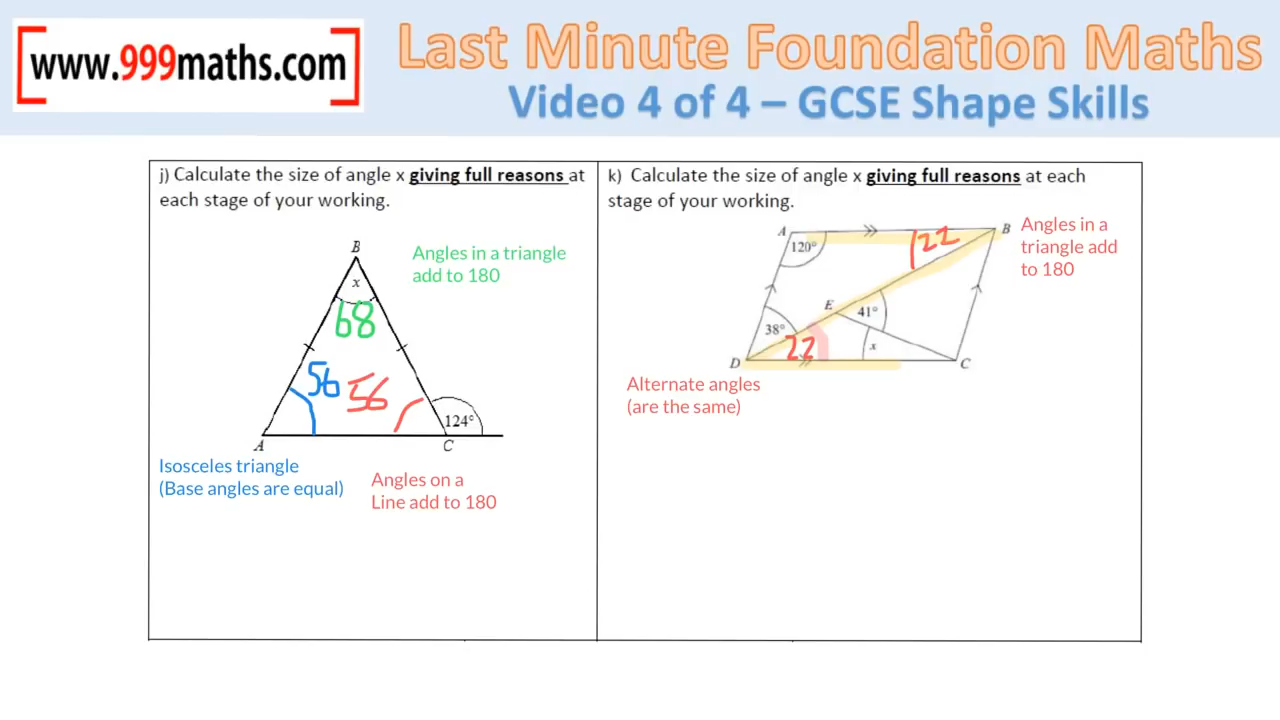 www.999maths.com
Last Minute Foundation Maths
Video 4 of 4 – GCSE Shape Skills
j) Calculate the size of angle x giving full reasons at
each stage of your working.
B
x
68
Angles in a triangle
add to 180
56
56
124°
A
C
Isosceles triangle
(Base angles are equal)
Angles on a
Line add to 180
k) Calculate the size of angle x giving full reasons at each
stage of your working.
A
B
120°
22
Angles in a
triangle add
to 180
E
41°
38°
22
x
D
C
Alternate angles
(are the same)